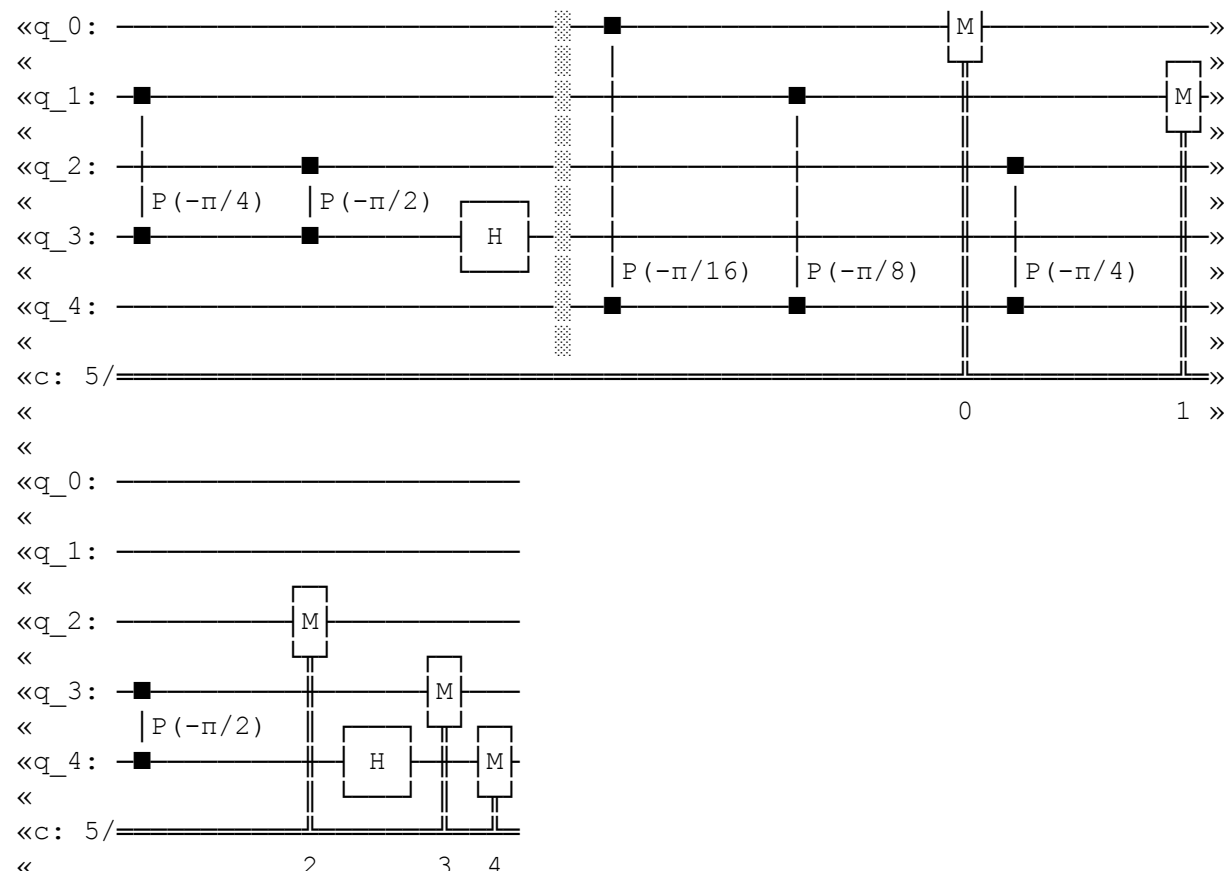 «q_0: ──────────────────────────░─■──────────────────┤M├─────────────»
«                               ░ │                  └╥┘         ┌─┐ »
«q_1: ─■────────────────────────░─┼──────────■────────╫──────────┤M├─»
«      │                        ░ │          │        ║          └╥┘ »
«q_2: ─┼─────────■──────────────░─┼──────────┼────────╫──■────────╫──»
«      │P(-π/4)  │P(-π/2) ┌───┐ ░ │          │        ║  │        ║  »
«q_3: ─■─────────■────────┤ H ├─░─┼──────────┼────────╫──┼────────╫──»
«                         └───┘ ░ │P(-π/16)  │P(-π/8) ║  │P(-π/4) ║  »
«q_4: ──────────────────────────░─■──────────■────────╫──■────────╫──»
«                               ░                     ║           ║  »
«c: 5/════════════════════════════════════════════════╩═══════════╩══»
«                                                     0           1  »
«
«q_0: ────────────────────────
«
«q_1: ────────────────────────
«                ┌─┐
«q_2: ───────────┤M├───────────
«                └╥┘     ┌─┐
«q_3: ─■──────────╫──────┤M├───
«      │P(-π/2)   ║ ┌───┐└╥┘┌─┐
«q_4: ─■──────────╫─┤ H ├─╫─┤M├
«                 ║ └───┘ ║ └╥┘
«c: 5/════════════╩═══════╩══╩═
«                 2       3  4